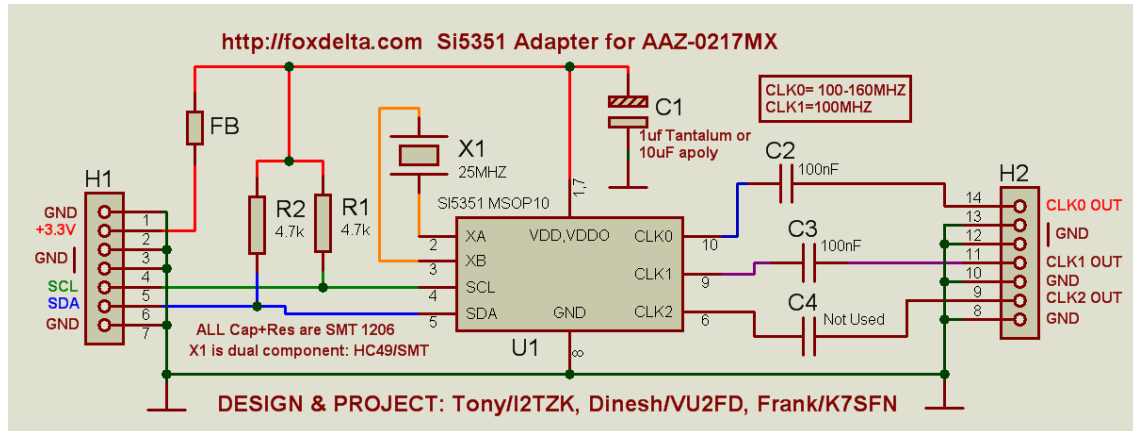 http://foxdelta.com Si5351 Adapter for AAZ-0217MX
CLK0= 100-160MHZ
CLK1=100MHZ
FB
C1
1uf Tantalum or
10uF apoly
X1
25MHZ
C2
100nF
H1
H2
GND
+3.3V
GND
SCL
SDA
GND
1
2
3
4
5
6
7
R2
4.7k
R1
4.7k
SI5351 MSOP10
1,7
XA
XB
SCL
SDA
VDD,VDDO
GND
CLK0
CLK1
CLK2
2
3
4
5
10
9
6
8
U1
C3
100nF
C4
Not Used
14
13
12
11
10
9
8
CLK0 OUT
GND
CLK1 OUT
GND
CLK2 OUT
GND
ALL Cap+Res are SMT 1206
X1 is dual component: HC49/SMT
DESIGN & PROJECT: Tony/I2TZK, Dinesh/VU2FD, Frank/K7SFN